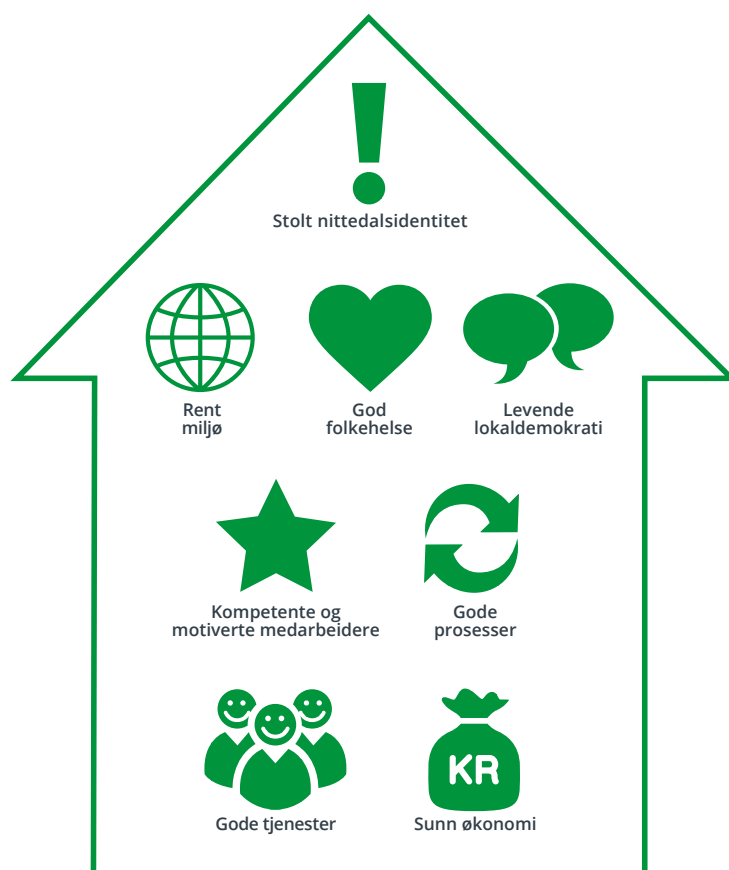 Stolt nittedalsidentitet
Rent
miljø
God
folkehelse
Levende
lokaldemokrati
Kompetente og
motiverte medarbeidere
Gode
prosesser
KR
Gode tjenester
Sunn økonomi